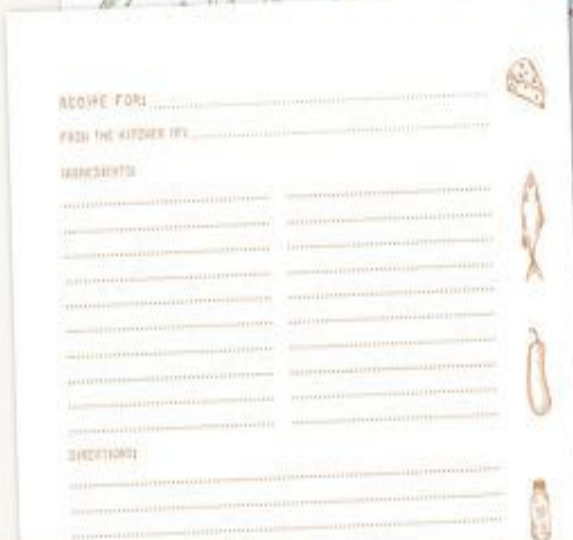 RECIPE FOR:
FROM THE KITCHEN OF:
INGREDIENTS:
DIRECTIONS: